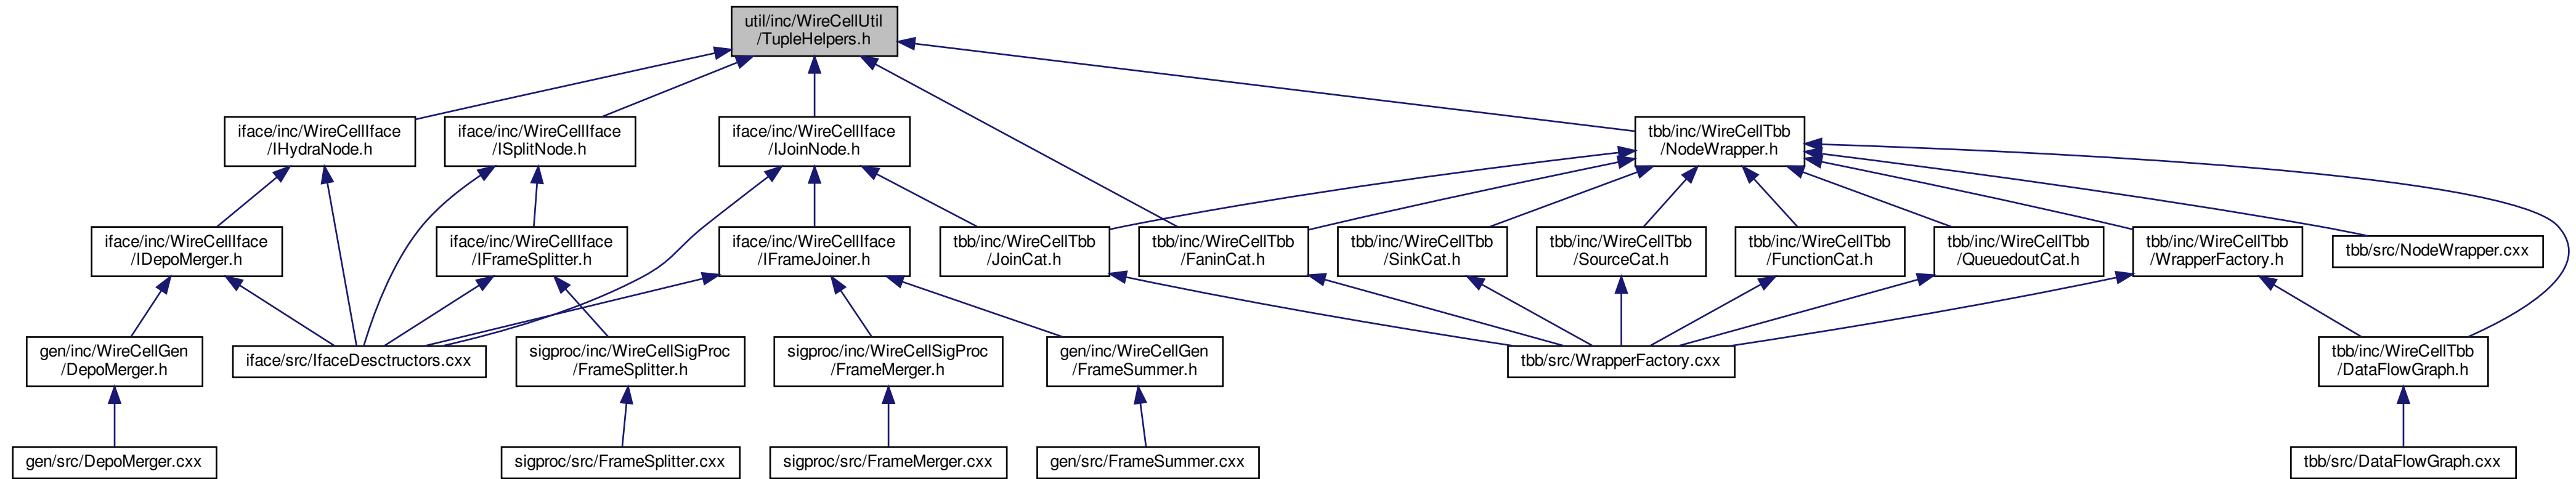 util/inc/WireCellUtil
/TupleHelpers.h
iface/inc/WireCellIface
/IHydraNode.h
iface/inc/WireCellIface
/ISplitNode.h
iface/inc/WireCellIface
/IJoinNode.h
tbb/inc/WireCellTbb
/NodeWrapper.h
iface/inc/WireCellIface
/IDepoMerger.h
iface/inc/WireCellIface
/IFrameSplitter.h
iface/inc/WireCellIface
/IFrameJoiner.h
tbb/inc/WireCellTbb
/JoinCat.h
tbb/inc/WireCellTbb
/FaninCat.h
tbb/inc/WireCellTbb
/SinkCat.h
tbb/inc/WireCellTbb
/SourceCat.h
tbb/inc/WireCellTbb
/FunctionCat.h
tbb/inc/WireCellTbb
/QueuedoutCat.h
tbb/inc/WireCellTbb
/WrapperFactory.h
tbb/src/NodeWrapper.cxx
gen/inc/WireCellGen
/DepoMerger.h
iface/src/IfaceDesctructors.cxx
sigproc/inc/WireCellSigProc
/FrameSplitter.h
sigproc/inc/WireCellSigProc
/FrameMerger.h
gen/inc/WireCellGen
/FrameSummer.h
tbb/src/WrapperFactory.cxx
tbb/inc/WireCellTbb
/DataFlowGraph.h
gen/src/DepoMerger.cxx
sigproc/src/FrameSplitter.cxx
sigproc/src/FrameMerger.cxx
gen/src/FrameSummer.cxx
tbb/src/DataFlowGraph.cxx